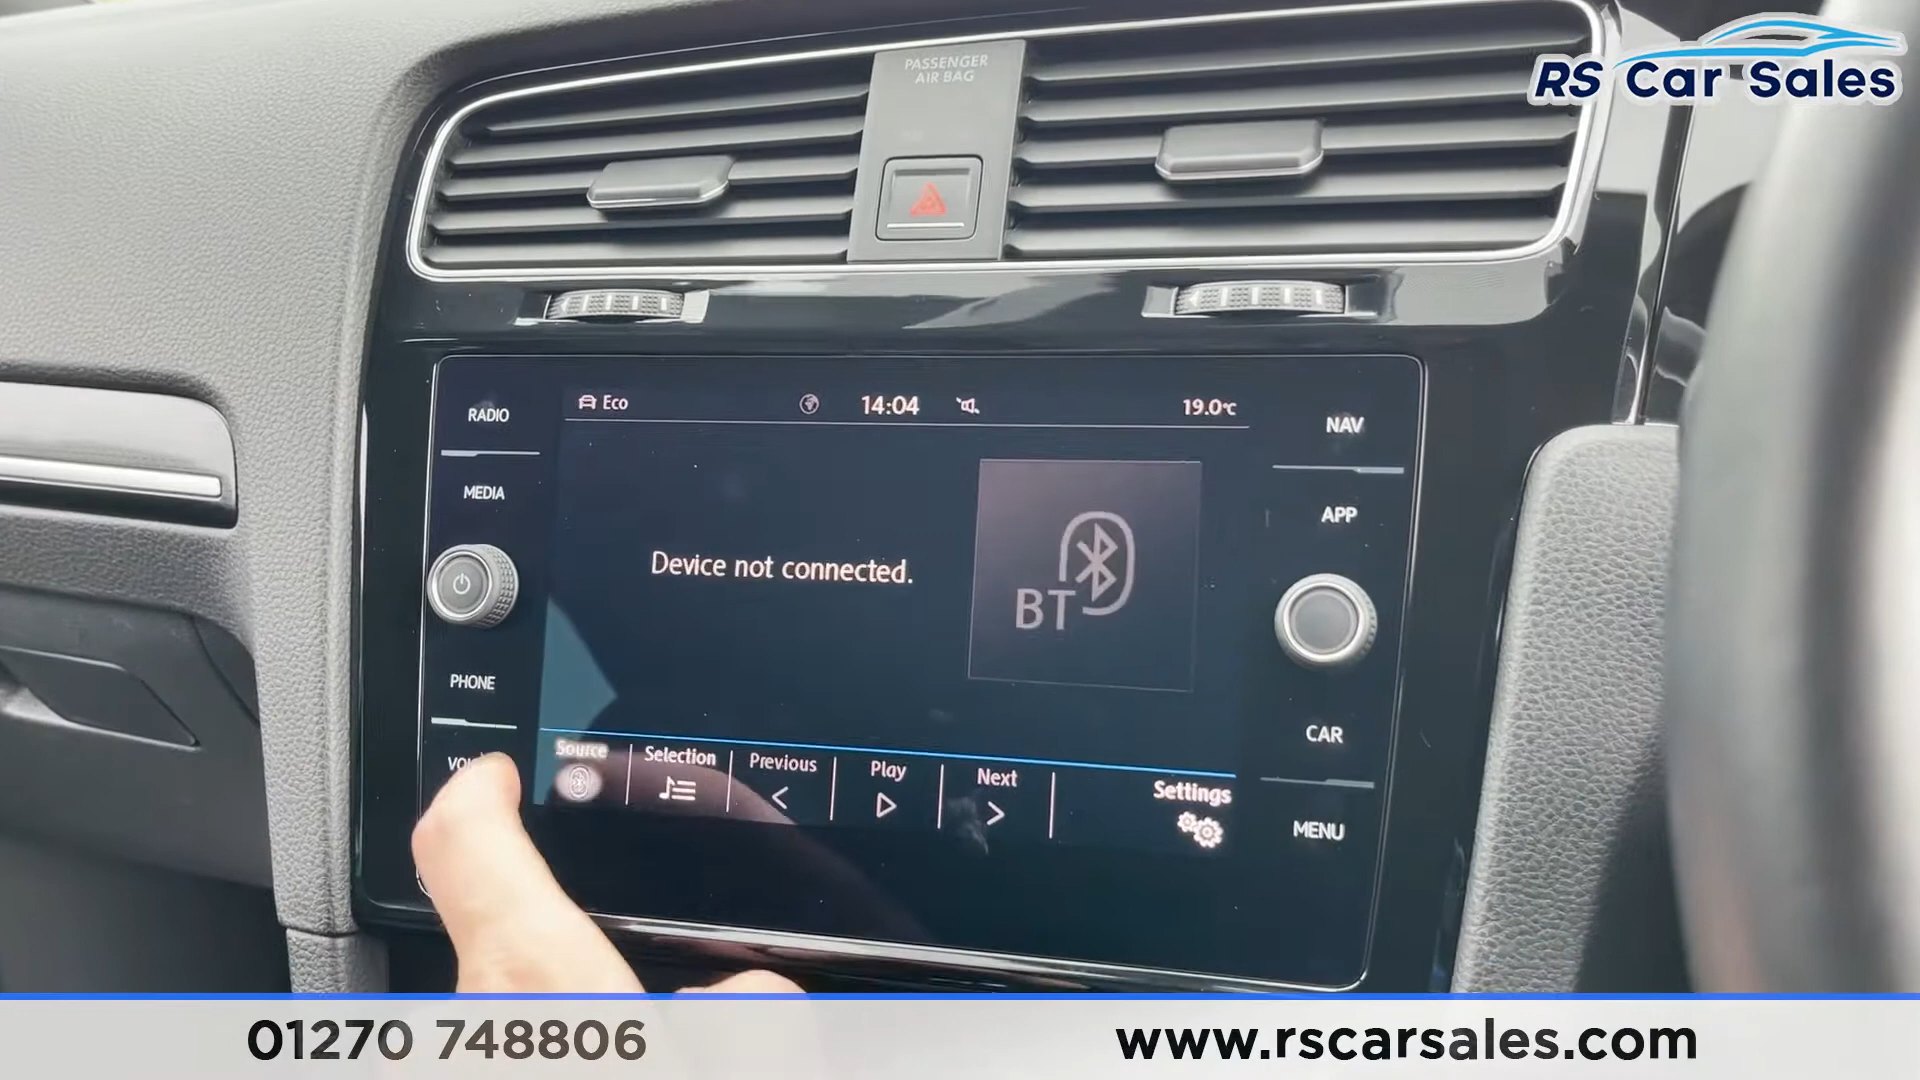 PASSENGER
AIR BAG
RS Car Sales
RADIO
MEDIA
PHONE
Eco
14:04
19.0°C
Device not connected.
BT
Source
Selection
Previous
Play
Next
Settings
NAV
APP
CAR
MENU
01270 748806
www.rscarsales.com